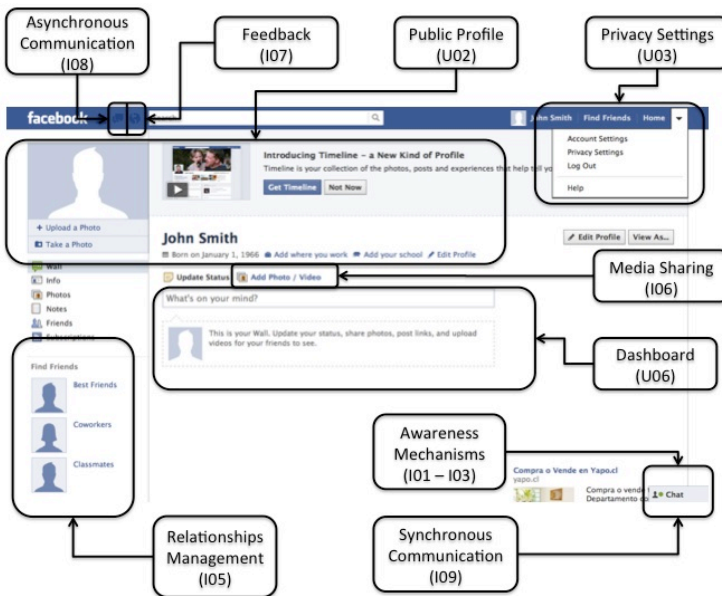 Asynchronous
Communication
(I08)
Feedback
(I07)
Public Profile
(U02)
Privacy Settings
(U03)
facebook
John Smith Find Friends Home
Account Settings
Privacy Settings
Log Out
Help
Introducing Timeline – a New Kind of Profile
Timeline is your collection of the photos, posts and experiences that help tell
Get Timeline Not Now
+ Upload a Photo
Take a Photo
John Smith
Edit Profile View As...
Born on January 1, 1966 Add where you work Add your school Edit Profile
Wall
Info
Photos
Notes
Friends
Subscriptions
Update Status Add Photo / Video
What's on your mind?
This is your Wall. Update your status, share photos, post links, and upload
videos for your friends to see.
Media Sharing
(I06)
Dashboard
(U06)
Find Friends
Best Friends
Coworkers
Classmates
Awareness
Mechanisms
(I01 – I03)
Compra o Vende en Yapo.cl
yapo.cl
Compra o vende
Departamento
Chat
Relationships
Management
(I05)
Synchronous
Communication
(I09)